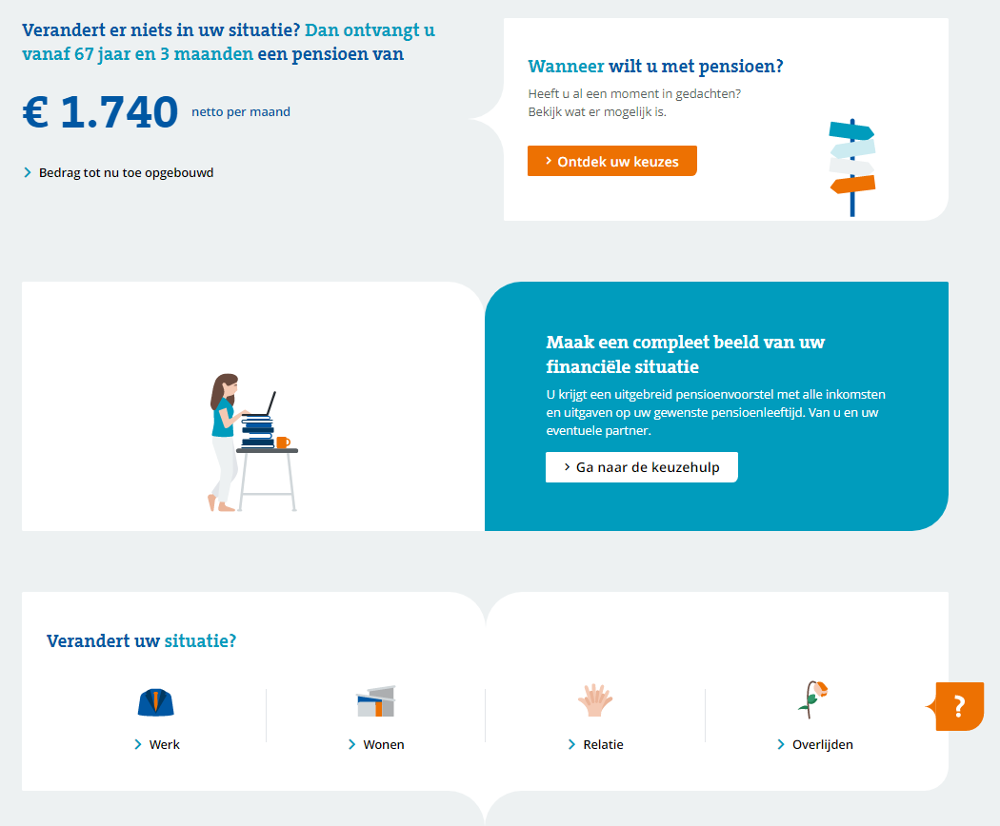 Verandert er niets in uw situatie? Dan ontvangt u
vanaf 67 jaar en 3 maanden een pensioen van
€ 1.740 netto per maand
Bedrag tot nu toe opgebouwd
Wanneer wilt u met pensioen?
Heeft u al een moment in gedachten?
Bekijk wat er mogelijk is.
Ontdek uw keuzes
Maak een compleet beeld van uw
financiële situatie
U krijgt een uitgebreid pensioenvoorstel met alle inkomsten
en uitgaven op uw gewenste pensioenleeftijd. Van u en uw
eventuele partner.
Ga naar de keuzehulp
Verandert uw situatie?
Werk
Wonen
Relatie
Overlijden
?